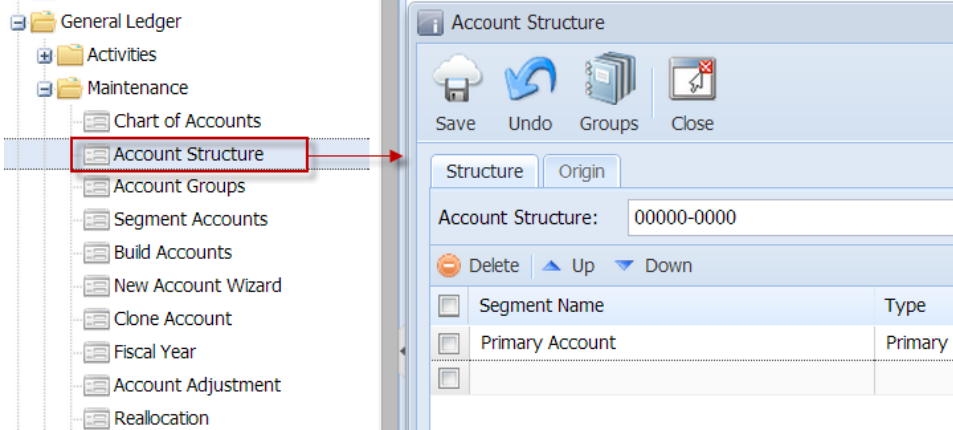 General Ledger
Activities
Maintenance
Chart of Accounts
Account Structure
Account Groups
Segment Accounts
Build Accounts
New Account Wizard
Clone Account
Fiscal Year
Account Adjustment
Reallocation
Account Structure
Save Undo Groups Close
Structure Origin
Account Structure: 00000-0000
Delete Up Down
Segment Name Type
Primary Account Primary